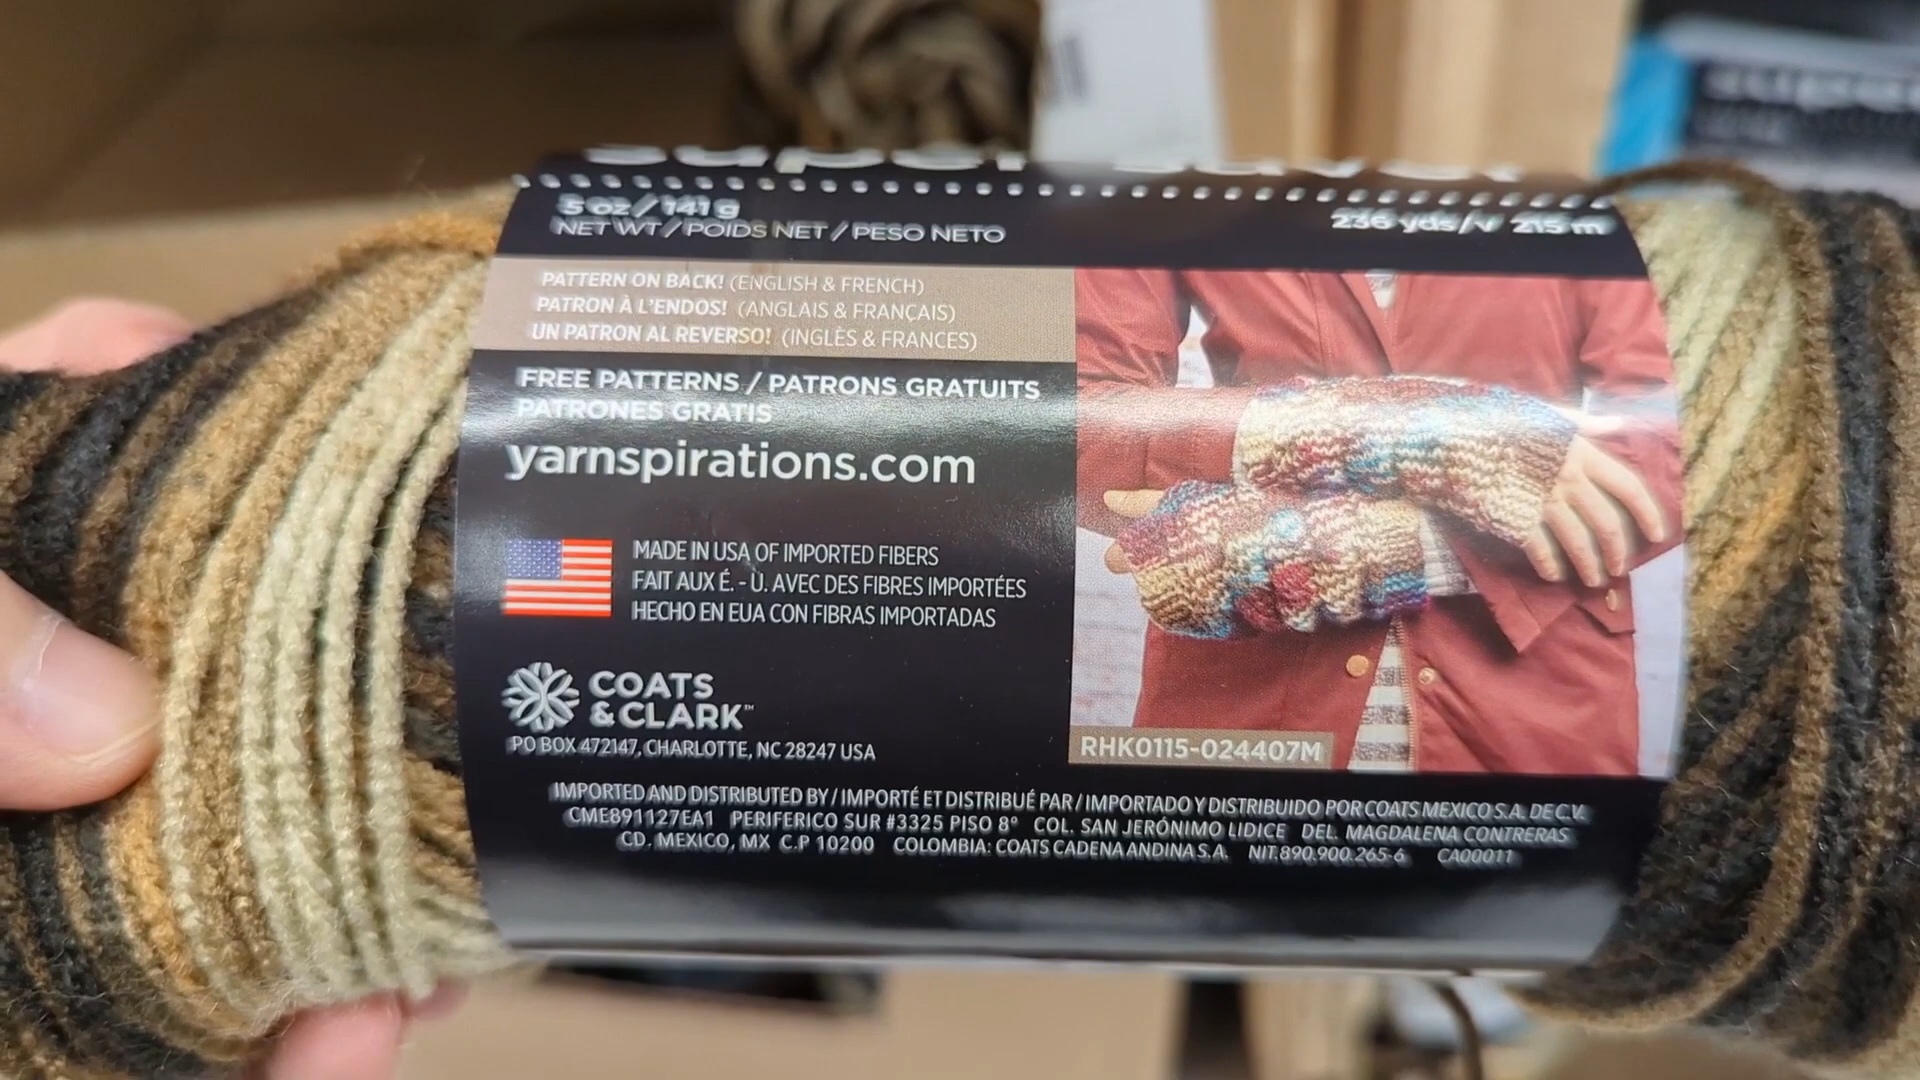 super saver
5 oz / 141 g
NET WT / POIDS NET / PESO NETO
236 yds / v 215 m
PATTERN ON BACK! (ENGLISH & FRENCH)
PATRON À L'ENDOS! (ANGLAIS & FRANÇAIS)
UN PATRON AL REVERSO! (INGLÈS & FRANCES)
FREE PATTERNS / PATRONS GRATUITS
PATRONES GRATIS
yarnspirations.com
MADE IN USA OF IMPORTED FIBERS
FAIT AUX É. - U. AVEC DES FIBRES IMPORTÉES
HECHO EN EUA CON FIBRAS IMPORTADAS
COATS
& CLARK™
PO BOX 472147, CHARLOTTE, NC 28247 USA
RHK0115-024407M
IMPORTED AND DISTRIBUTED BY / IMPORTÉ ET DISTRIBUÉ PAR / IMPORTADO Y DISTRIBUIDO POR COATS MEXICO S.A. DE C.V.
CME891127EA1 PERIFERICO SUR #3325 PISO 8° COL. SAN JERÓNIMO LIDICE DEL. MAGDALENA CONTRERAS
CD. MEXICO, MX C.P 10200 COLOMBIA: COATS CADENA ANDINA S.A. NIT.890.900.265-6 CA00011